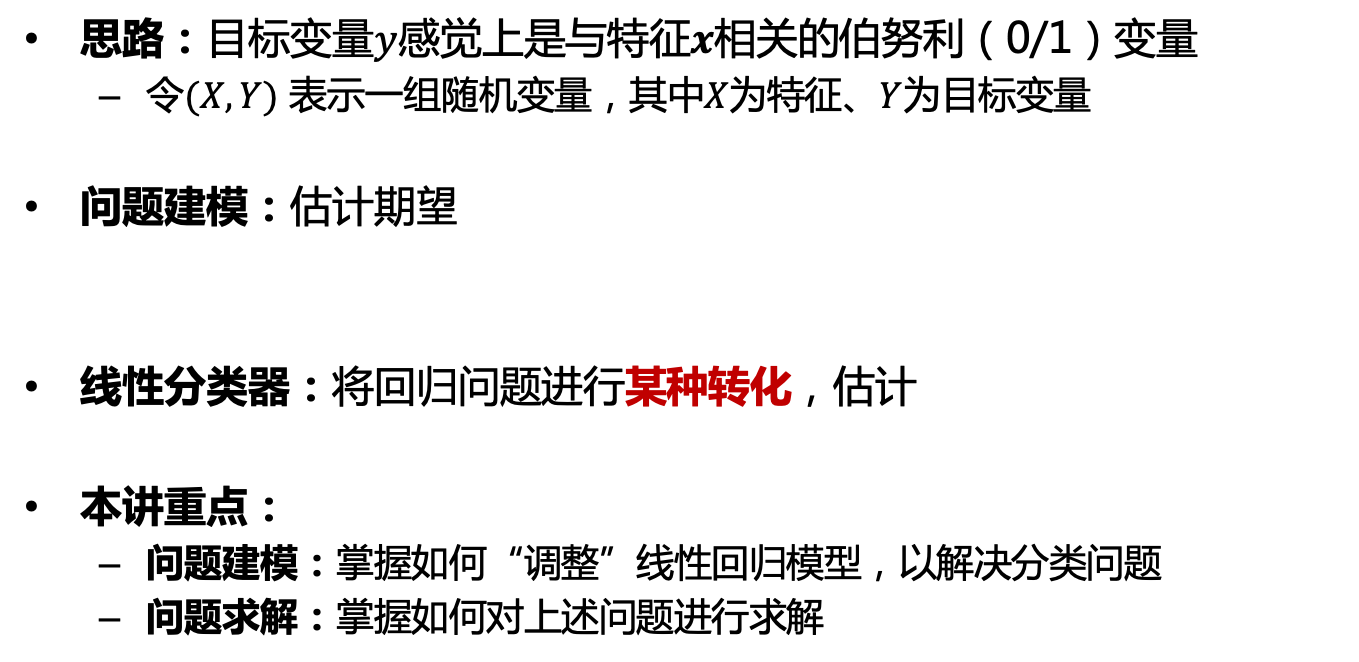 • 思路：目标变量y感觉上是与特征x相关的伯努利（0/1）变量
– 令(X,Y) 表示一组随机变量，其中X为特征、Y为目标变量
• 问题建模：估计期望
• 线性分类器：将回归问题进行某种转化，估计
• 本讲重点：
– 问题建模：掌握如何“调整”线性回归模型，以解决分类问题
– 问题求解：掌握如何对上述问题进行求解